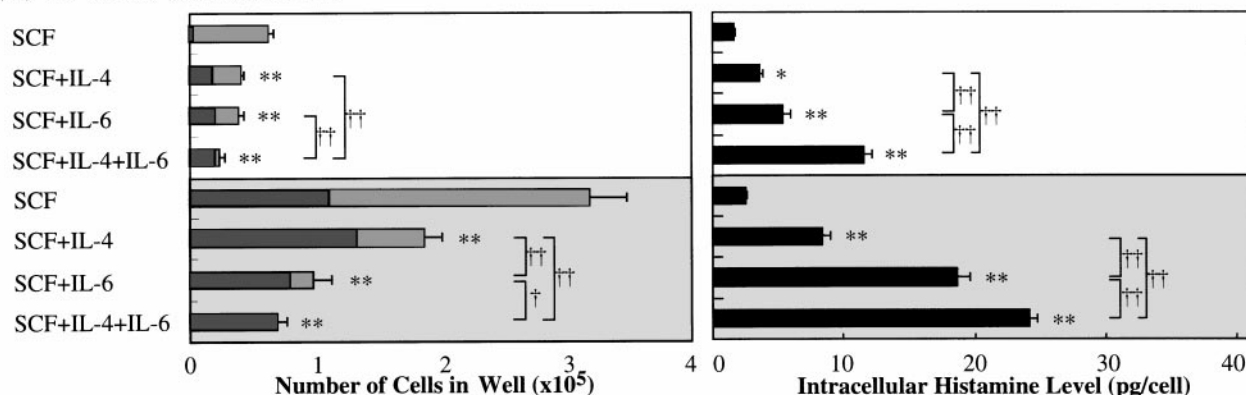 SCF
SCF+IL-4
**
*
††
††
SCF+IL-6
**
††
††
**
††
SCF+IL-4+IL-6
**
**
SCF
SCF+IL-4
**
**
††
††
††
††
SCF+IL-6
**
**
†
††
SCF+IL-4+IL-6
**
**
0 1 2 3 4
0 10 20 30 40
Number of Cells in Well (x10⁵)
Intracellular Histamine Level (pg/cell)